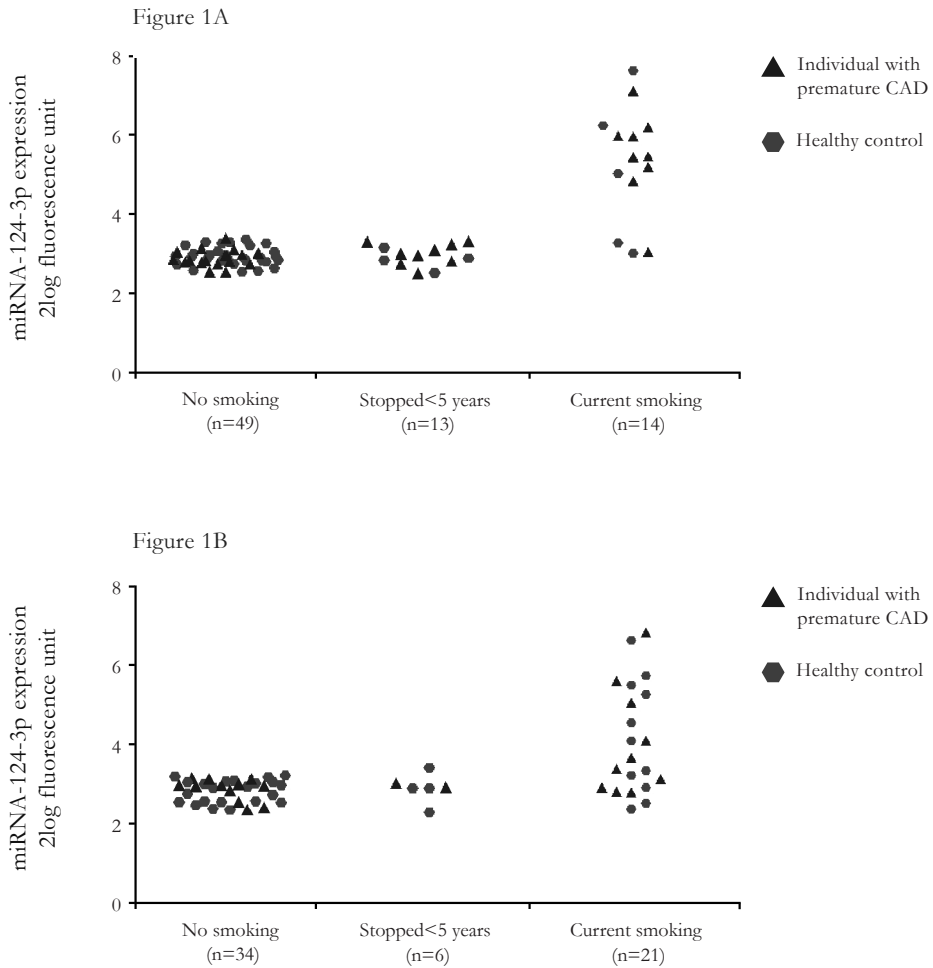 Figure 1A
miRNA-124-3p expression
2log fluorescence unit
8
6
4
2
0
No smoking
(n=49)
Stopped<5 years
(n=13)
Current smoking
(n=14)
Individual with
premature CAD
Healthy control
Figure 1B
miRNA-124-3p expression
2log fluorescence unit
8
6
4
2
0
No smoking
(n=34)
Stopped<5 years
(n=6)
Current smoking
(n=21)
Individual with
premature CAD
Healthy control